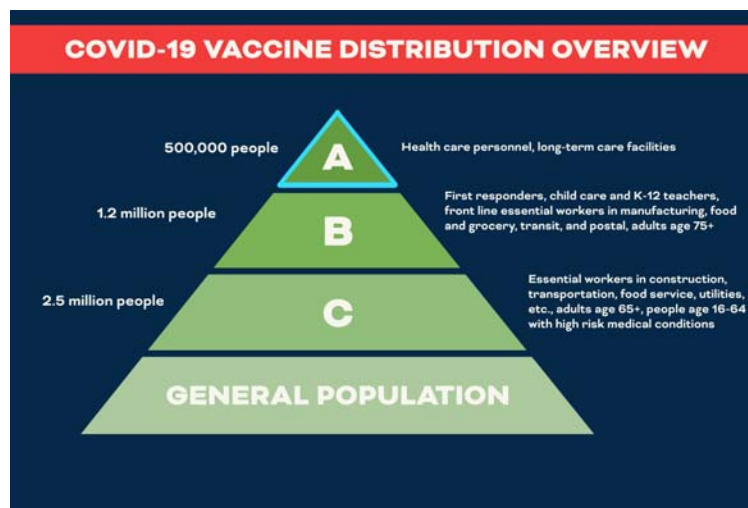 COVID-19 VACCINE DISTRIBUTION OVERVIEW
500,000 people
A
Health care personnel, long-term care facilities
1.2 million people
B
First responders, child care and K-12 teachers,
front line essential workers in manufacturing, food
and grocery, transit, and postal, adults age 75+
2.5 million people
C
Essential workers in construction,
transportation, food service, utilities,
etc., adults age 65+, people age 16-64
with high risk medical conditions
GENERAL POPULATION